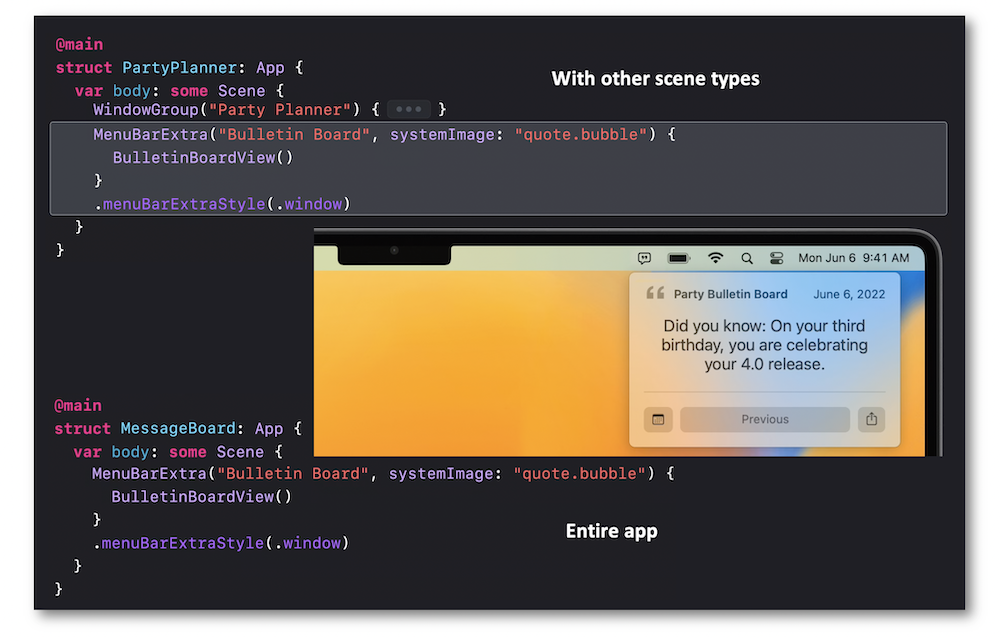 @main
struct PartyPlanner: App {
With other scene types
var body: some Scene {
WindowGroup("Party Planner") { ••• }
MenuBarExtra("Bulletin Board", systemImage: "quote.bubble") {
BulletinBoardView()
}
.menuBarExtraStyle(.window)
}
}
Mon Jun 6 9:41 AM
Party Bulletin Board June 6, 2022
Did you know: On your third
birthday, you are celebrating
your 4.0 release.
Previous
@main
struct MessageBoard: App {
var body: some Scene {
MenuBarExtra("Bulletin Board", systemImage: "quote.bubble") {
BulletinBoardView()
}
Entire app
.menuBarExtraStyle(.window)
}
}